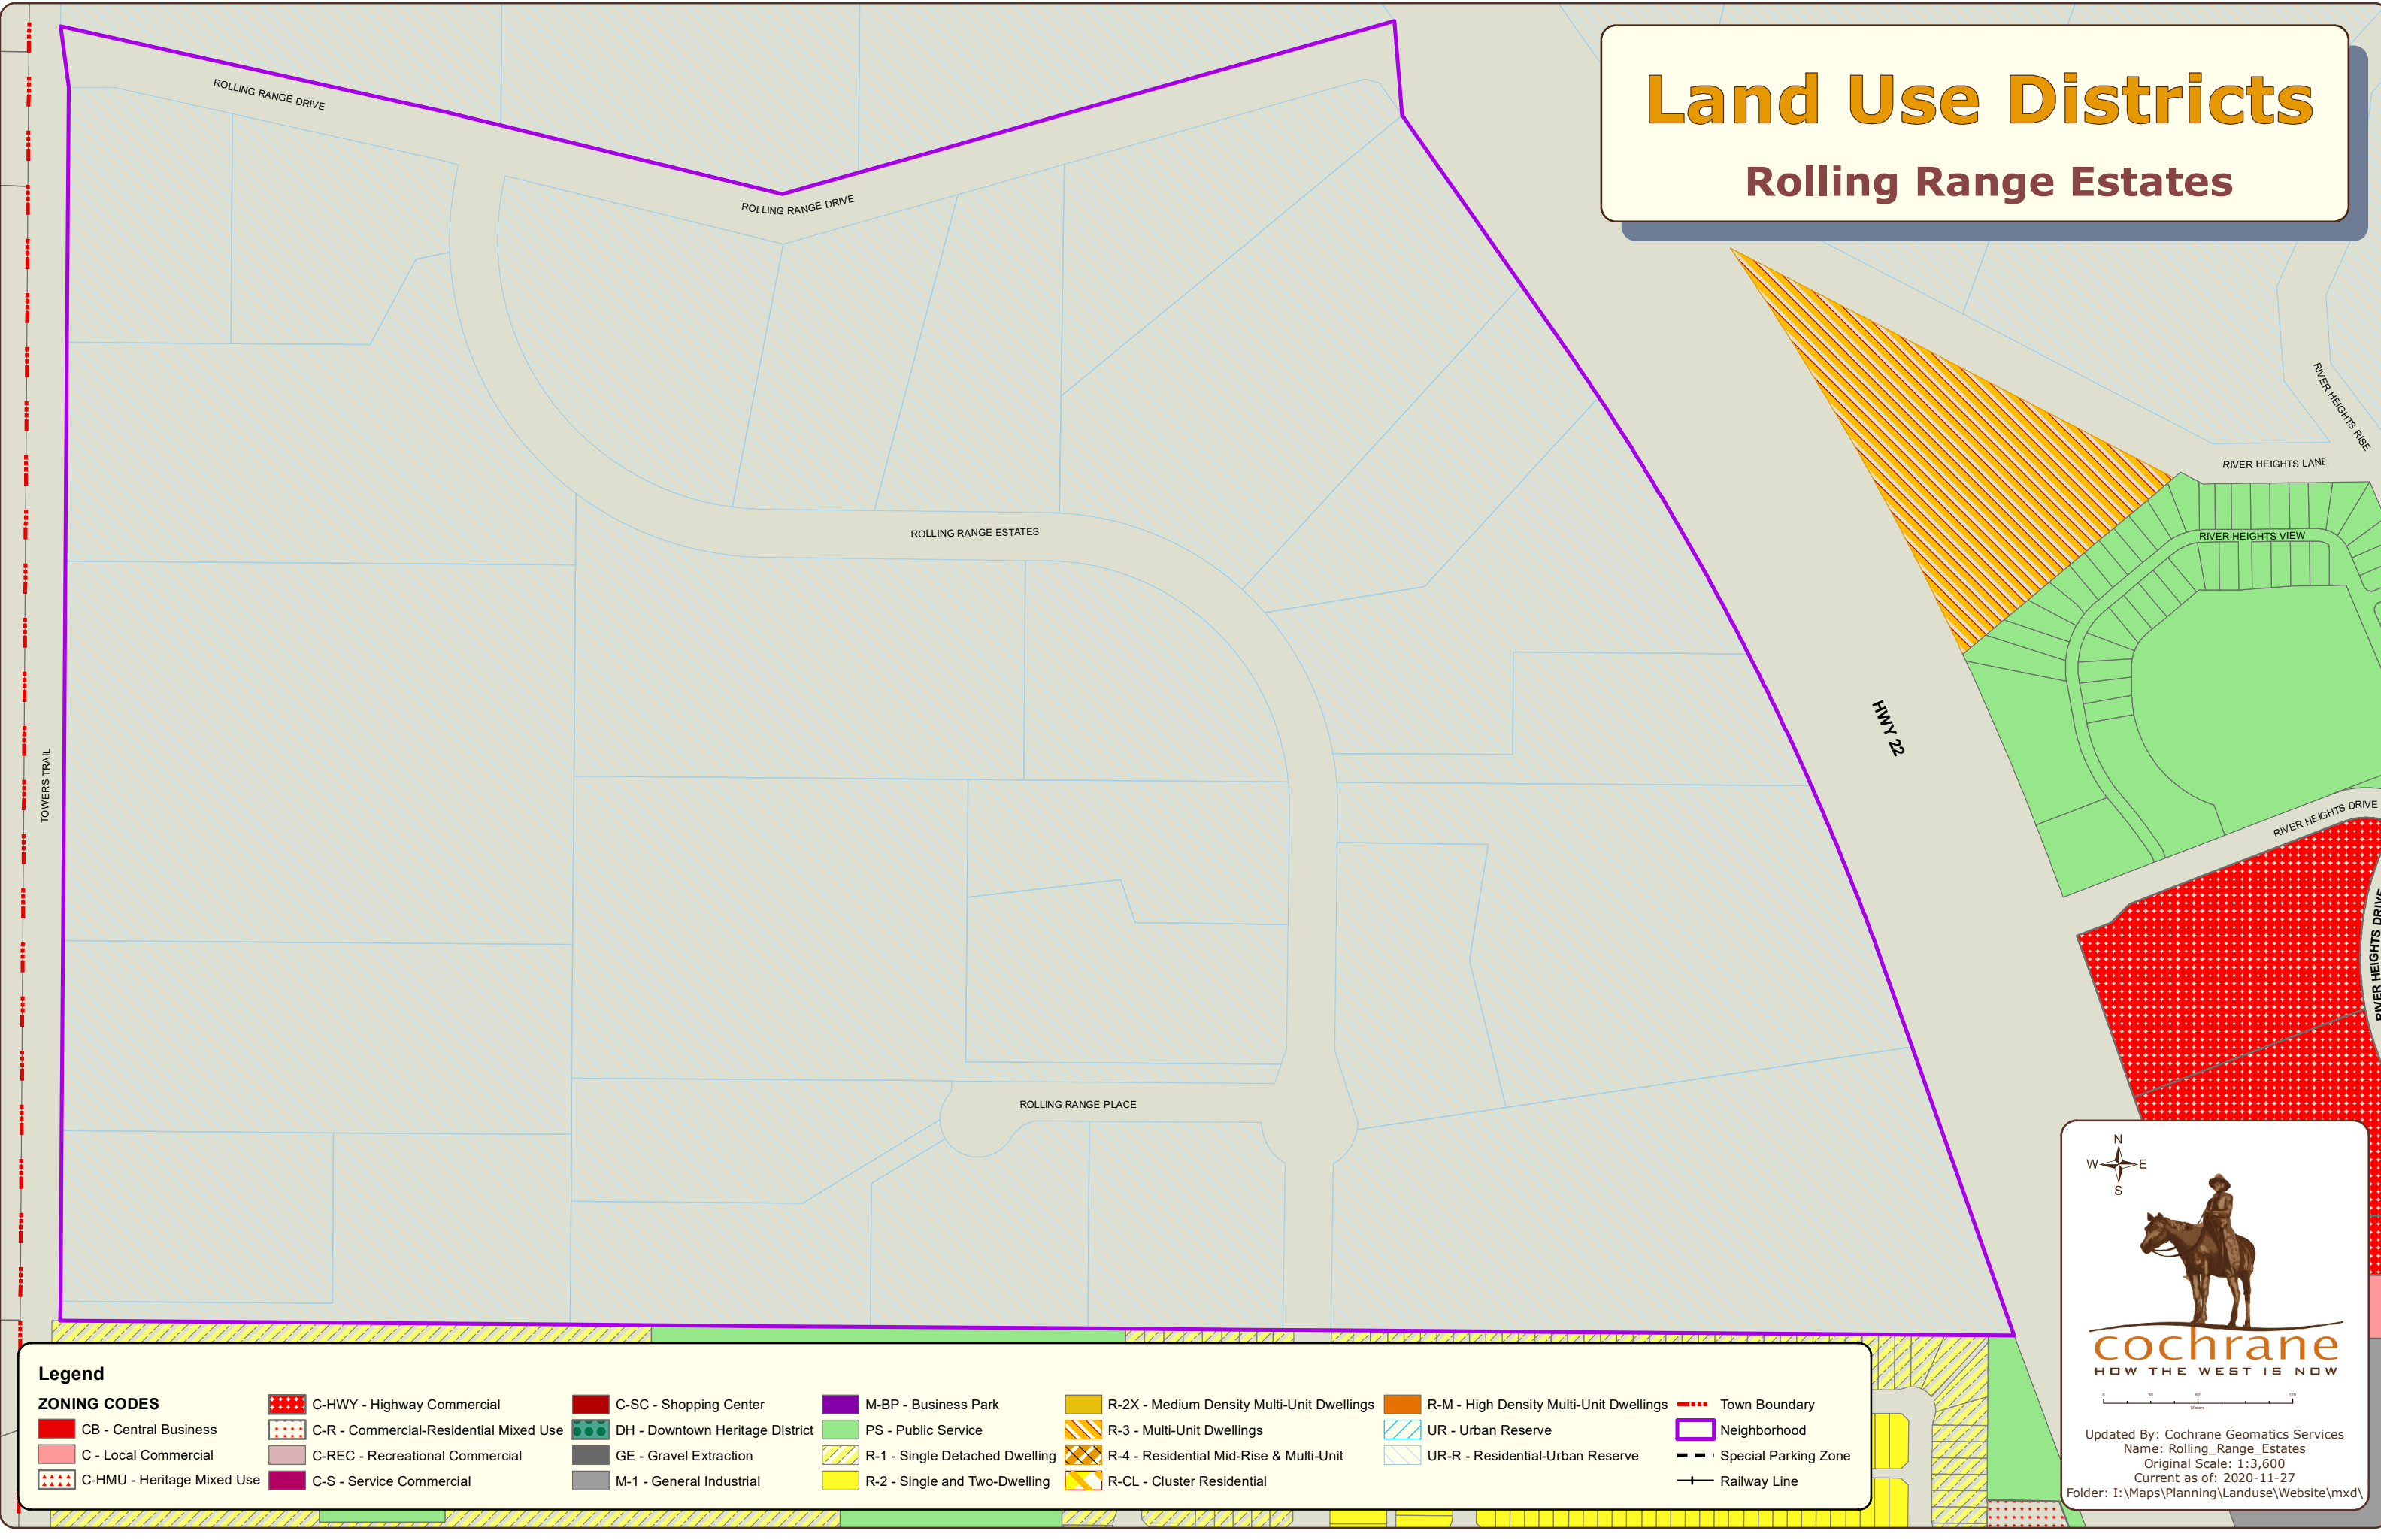 Land Use Districts
Rolling Range Estates
ROLLING RANGE DRIVE
ROLLING RANGE DRIVE
RIVER HEIGHTS RISE
RIVER HEIGHTS LANE
ROLLING RANGE ESTATES
RIVER HEIGHTS VIEW
HWY 22
TOWERS TRAIL
RIVER HEIGHTS DRIVE
RIVER HEIGHTS DRIVE
ROLLING RANGE PLACE
Legend
ZONING CODES
CB - Central Business
C - Local Commercial
C-HMU - Heritage Mixed Use
C-HWY - Highway Commercial
C-R - Commercial-Residential Mixed Use
C-REC - Recreational Commercial
C-S - Service Commercial
C-SC - Shopping Center
DH - Downtown Heritage District
GE - Gravel Extraction
M-1 - General Industrial
M-BP - Business Park
PS - Public Service
R-1 - Single Detached Dwelling
R-2 - Single and Two-Dwelling
R-2X - Medium Density Multi-Unit Dwellings
R-3 - Multi-Unit Dwellings
R-4 - Residential Mid-Rise & Multi-Unit
R-CL - Cluster Residential
R-M - High Density Multi-Unit Dwellings
UR - Urban Reserve
UR-R - Residential-Urban Reserve
Town Boundary
Neighborhood
Special Parking Zone
Railway Line
N
W E
S
cochrane
HOW THE WEST IS NOW
0 30 60 120
Meters
Updated By: Cochrane Geomatics Services
Name: Rolling_Range_Estates
Original Scale: 1:3,600
Current as of: 2020-11-27
Folder: I:\Maps\Planning\Landuse\Website\mxd\